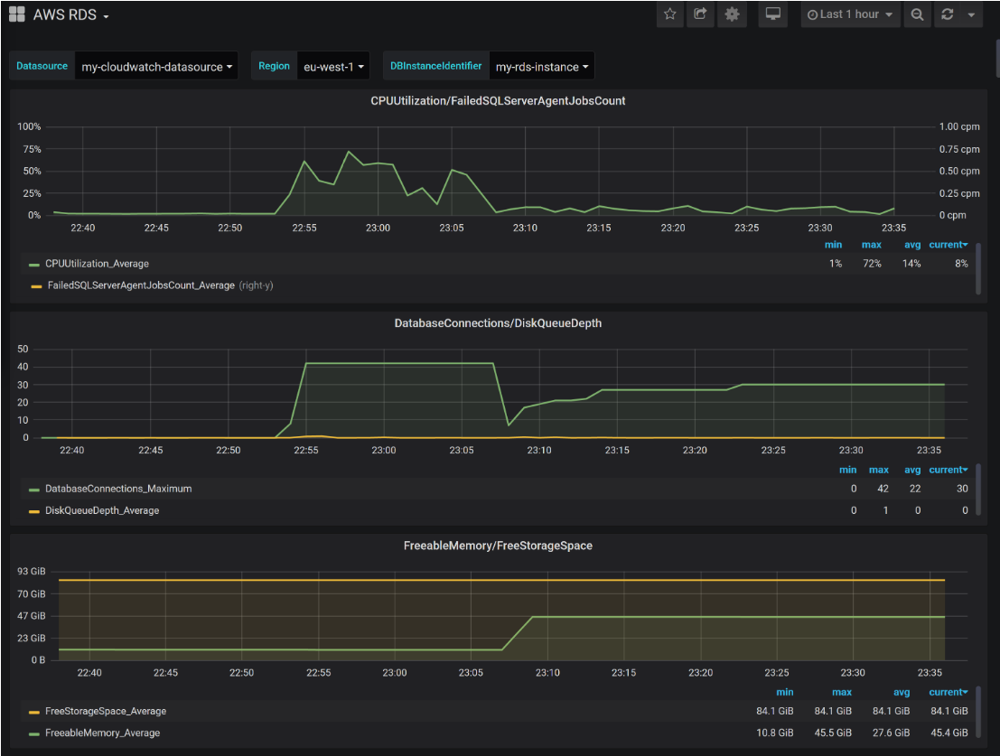 AWS RDS
Last 1 hour
Datasource my-cloudwatch-datasource Region eu-west-1 DBInstanceIdentifier my-rds-instance
CPUUtilization/FailedSQLServerAgentJobsCount
100% 1.00 cpm
75% 0.75 cpm
50% 0.50 cpm
25% 0.25 cpm
0% 0 cpm
22:40 22:45 22:50 22:55 23:00 23:05 23:10 23:15 23:20 23:25 23:30 23:35
min max avg current
CPUUtilization_Average 1% 72% 14% 8%
FailedSQLServerAgentJobsCount_Average (right-y)
DatabaseConnections/DiskQueueDepth
50
40
30
20
10
0
22:40 22:45 22:50 22:55 23:00 23:05 23:10 23:15 23:20 23:25 23:30 23:35
min max avg current
DatabaseConnections_Maximum 0 42 22 30
DiskQueueDepth_Average 0 1 0 0
FreeableMemory/FreeStorageSpace
93 GiB
70 GiB
47 GiB
23 GiB
0 B
22:40 22:45 22:50 22:55 23:00 23:05 23:10 23:15 23:20 23:25 23:30 23:35
min max avg current
FreeStorageSpace_Average 84.1 GiB 84.1 GiB 84.1 GiB 84.1 GiB
FreeableMemory_Average 10.8 GiB 45.5 GiB 27.6 GiB 45.4 GiB